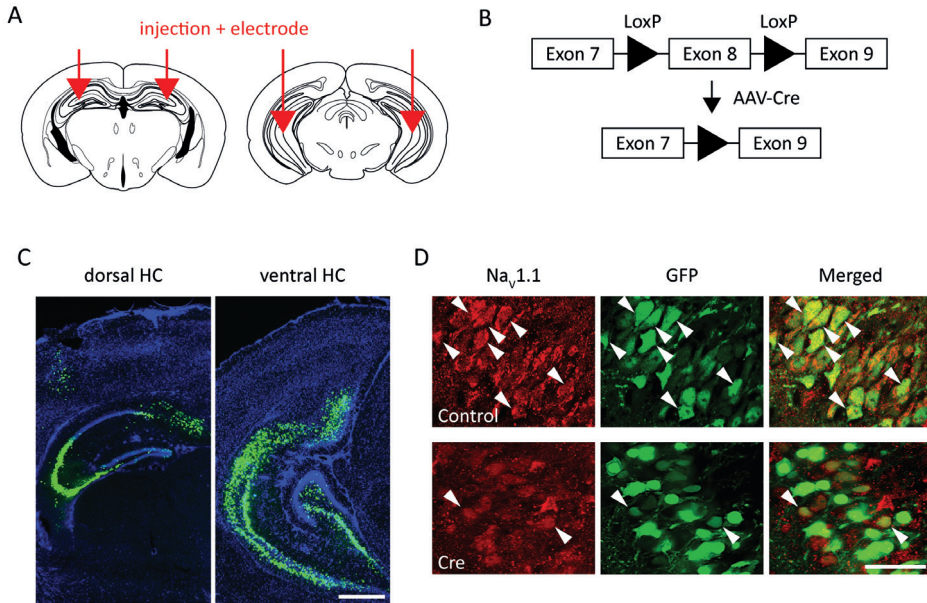 A
injection + electrode
B
LoxP LoxP
Exon 7 Exon 8 Exon 9
AAV-Cre
Exon 7 Exon 9
C
dorsal HC ventral HC
D
NaV1.1 GFP Merged
Control
Cre